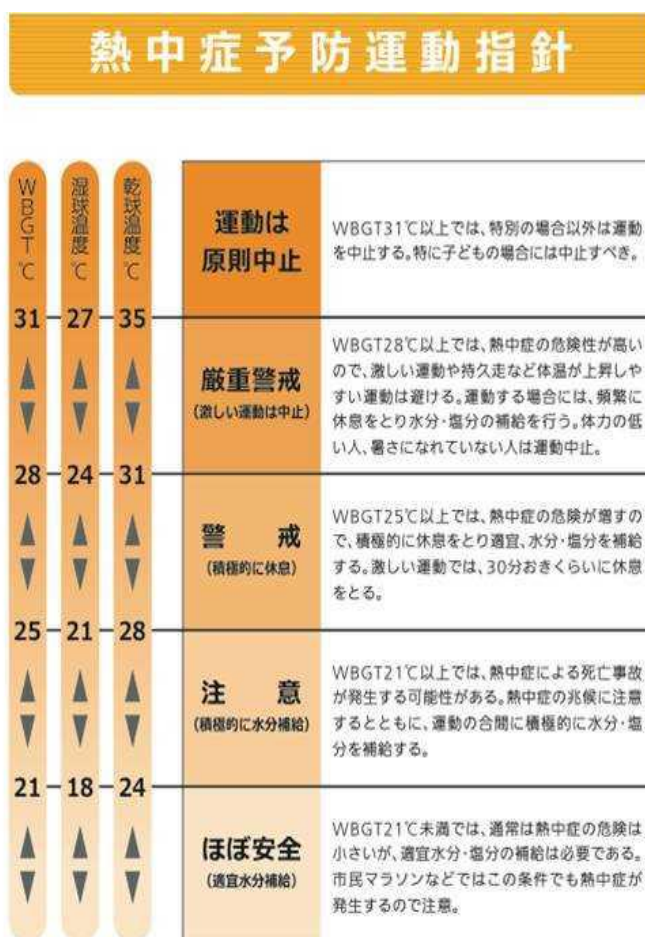 熱中症予防運動指針
WBGT ℃
湿球温度 ℃
乾球温度 ℃
運動は
原則中止
WBGT31℃以上では、特別の場合以外は運動
を中止する。特に子どもの場合には中止すべき。
31 27 35
厳重警戒
(激しい運動は中止)
WBGT28℃以上では、熱中症の危険性が高い
ので、激しい運動や持久走など体温が上昇しや
すい運動は避ける。運動する場合には、頻繁に
休息をとり水分・塩分の補給を行う。体力の低
い人、暑さになれていない人は運動中止。
28 24 31
警 戒
(積極的に休息)
WBGT25℃以上では、熱中症の危険が増すの
で、積極的に休息をとり適宜、水分・塩分を補給
する。激しい運動では、30分おきくらいに休息
をとる。
25 21 28
注 意
(積極的に水分補給)
WBGT21℃以上では、熱中症による死亡事故
が発生する可能性がある。熱中症の兆候に注意
するとともに、運動の合間に積極的に水分・塩
分を補給する。
21 18 24
ほぼ安全
(適宜水分補給)
WBGT21℃未満では、通常は熱中症の危険は
小さいが、適宜水分・塩分の補給は必要である。
市民マラソンなどではこの条件でも熱中症が
発生するので注意。